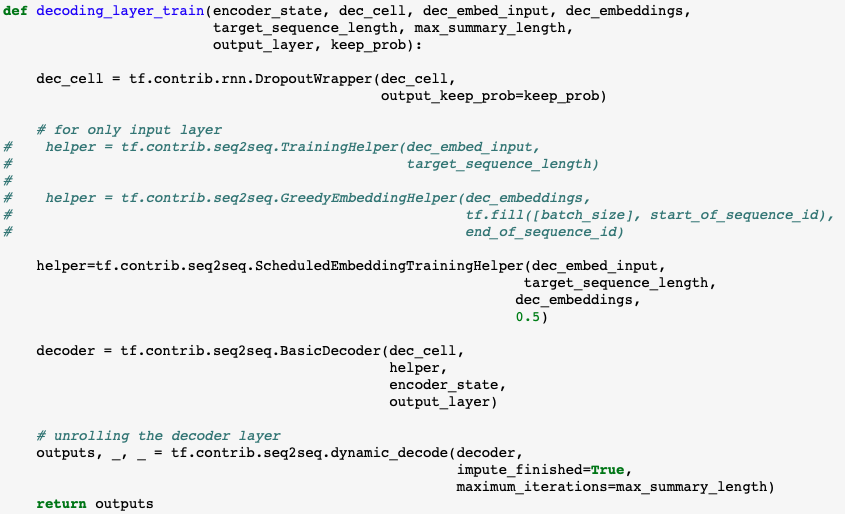 def decoding_layer_train(encoder_state, dec_cell, dec_embed_input, dec_embeddings,
                         target_sequence_length, max_summary_length,
                         output_layer, keep_prob):

    dec_cell = tf.contrib.rnn.DropoutWrapper(dec_cell,
                                             output_keep_prob=keep_prob)

    # for only input layer
#    helper = tf.contrib.seq2seq.TrainingHelper(dec_embed_input,
#                                               target_sequence_length)
#
#    helper = tf.contrib.seq2seq.GreedyEmbeddingHelper(dec_embeddings,
#                                                      tf.fill([batch_size], start_of_sequence_id),
#                                                      end_of_sequence_id)

    helper=tf.contrib.seq2seq.ScheduledEmbeddingTrainingHelper(dec_embed_input,
                                                              target_sequence_length,
                                                             dec_embeddings,
                                                             0.5)

    decoder = tf.contrib.seq2seq.BasicDecoder(dec_cell,
                                              helper,
                                              encoder_state,
                                              output_layer)

    # unrolling the decoder layer
    outputs, _, _ = tf.contrib.seq2seq.dynamic_decode(decoder,
                                                      impute_finished=True,
                                                      maximum_iterations=max_summary_length)
    return outputs